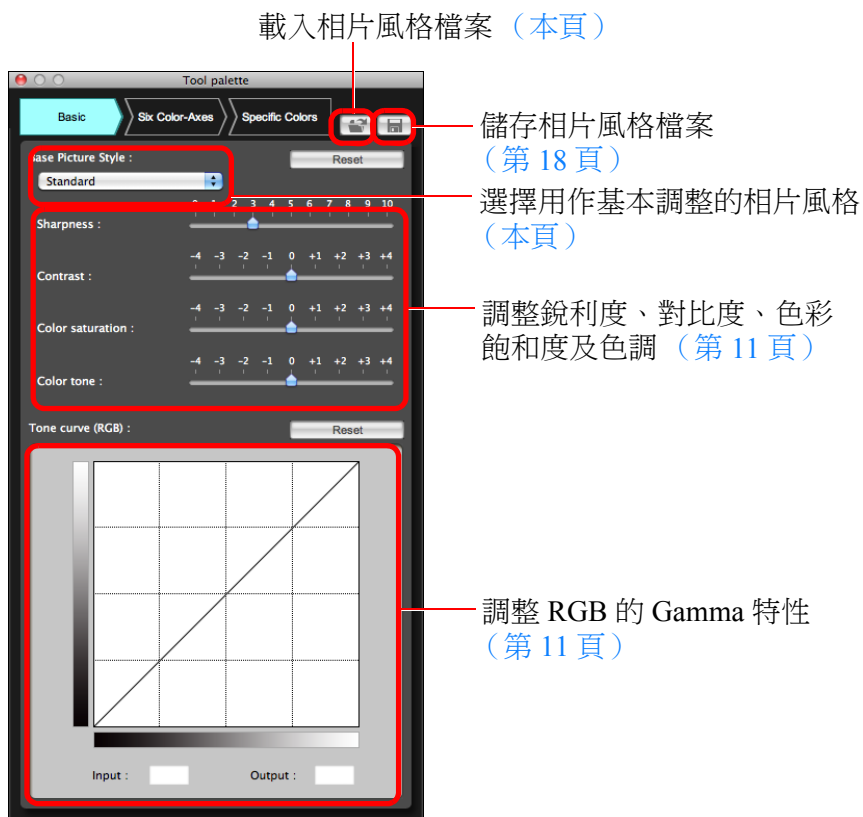 載入相片風格檔案（本頁）
Tool palette
Basic
Six Color-Axes
Specific Colors
儲存相片風格檔案
（第 18 頁）
Base Picture Style :
Reset
Standard
選擇用作基本調整的相片風格
（本頁）
0 1 2 3 4 5 6 7 8 9 10
Sharpness :
-4 -3 -2 -1 0 +1 +2 +3 +4
Contrast :
-4 -3 -2 -1 0 +1 +2 +3 +4
Color saturation :
-4 -3 -2 -1 0 +1 +2 +3 +4
Color tone :
調整銳利度、對比度、色彩
飽和度及色調（第 11 頁）
Tone curve (RGB) :
Reset
調整 RGB 的 Gamma 特性
（第 11 頁）
Input :
Output :